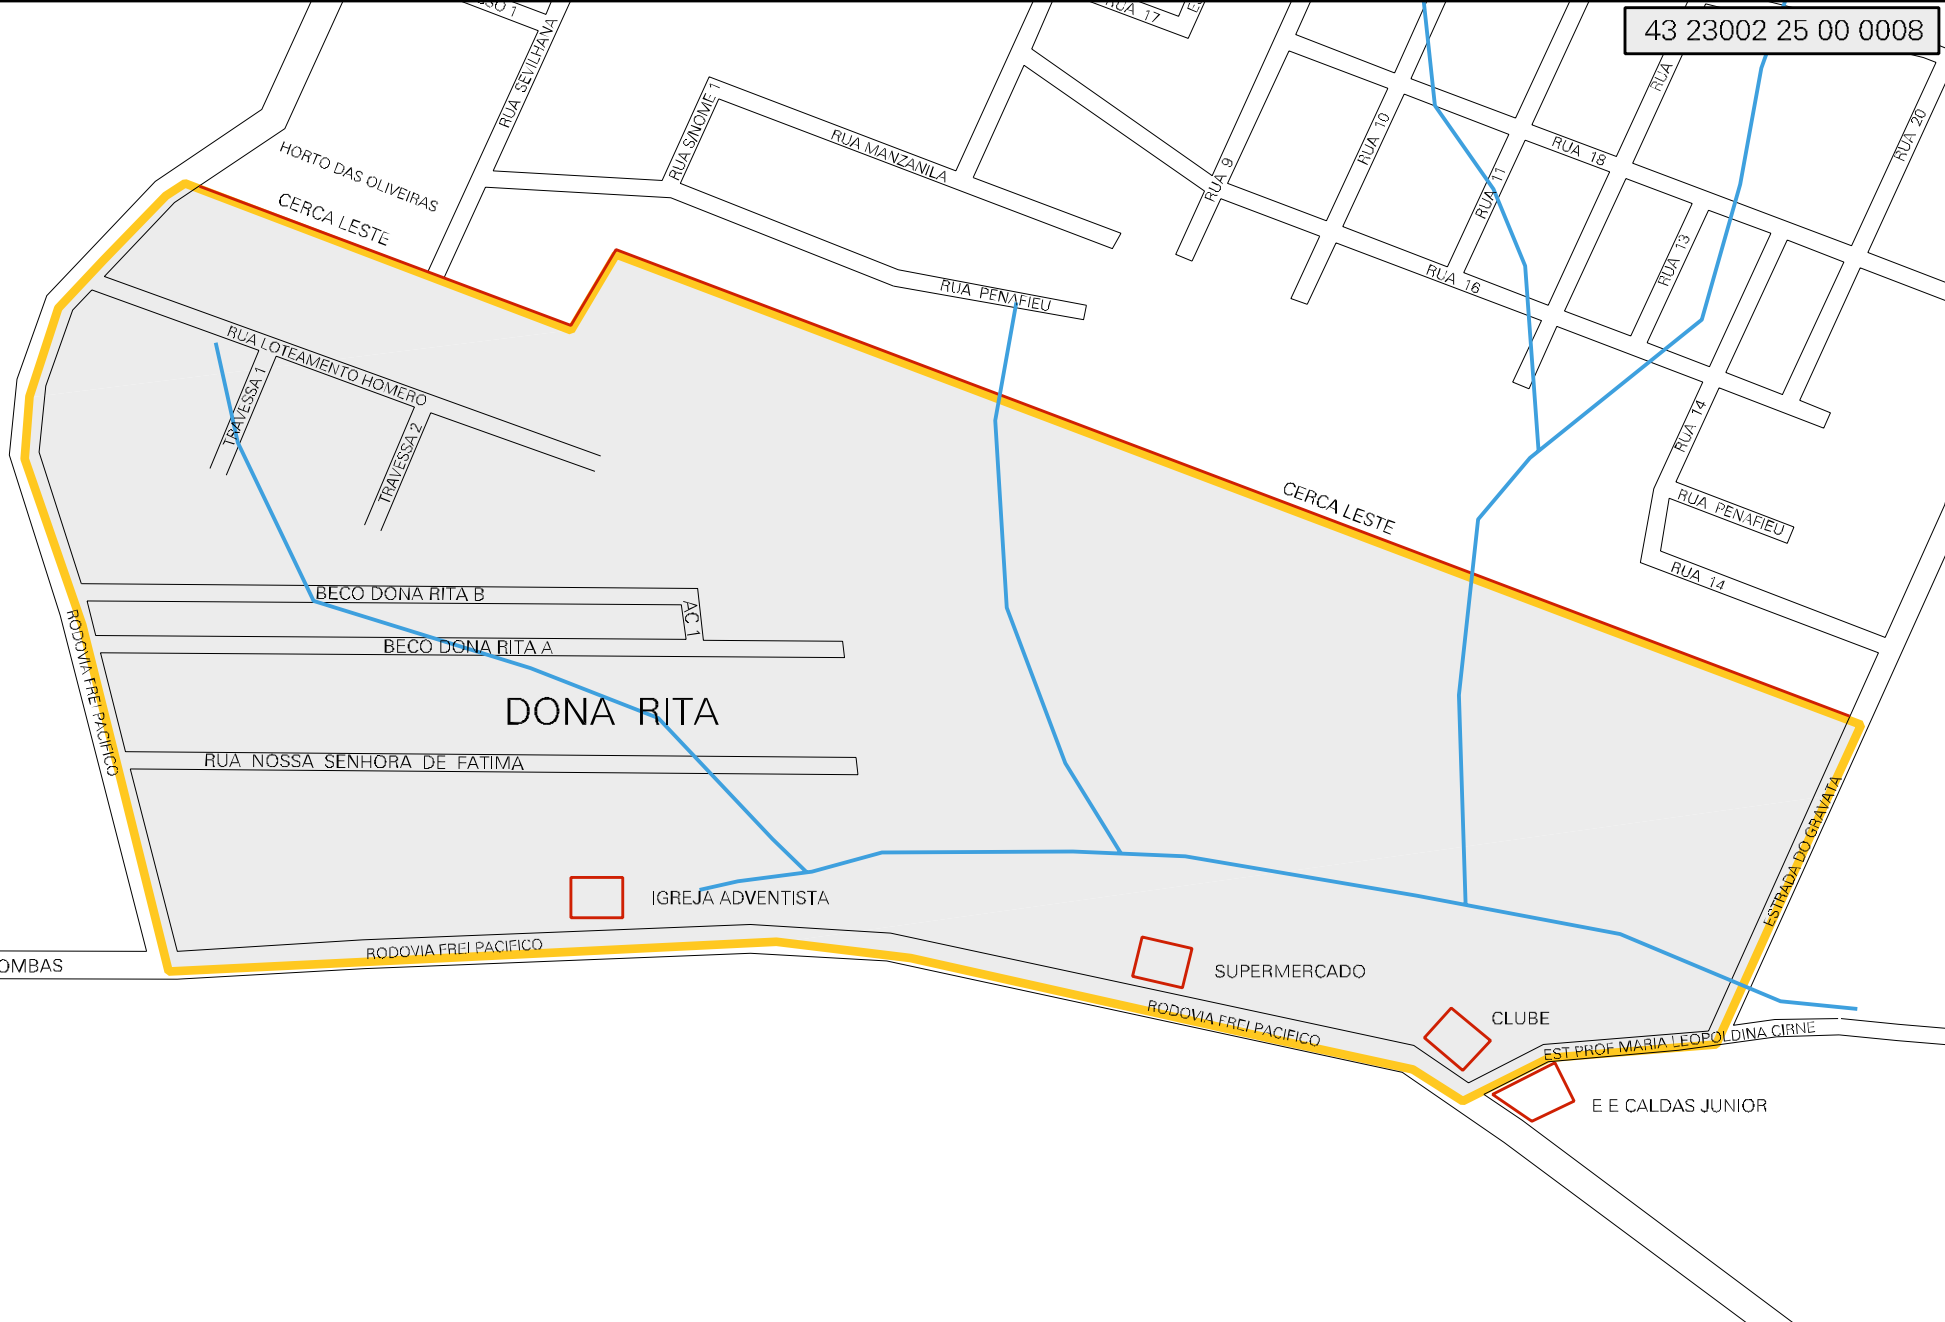 43 23002 25 00 0008
RUA 17
RUA SEVILHANA
RUA S/NOME 1
RUA MANZANILA
RUA 10
RUA 18
RUA
RUA 20
RUA 9
RUA 11
RUA 13
RUA 16
HORTO DAS OLIVEIRAS
CERCA LESTE
RUA PENAFIEU
RUA LOTEAMENTO HOMERO
TRAVESSA 1
TRAVESSA 2
CERCA LESTE
RUA 14
RUA PENAFIEU
RUA 14
BECO DONA RITA B
AC 1
BECO DONA RITA A
RODOVIA FREI PACIFICO
DONA RITA
RUA NOSSA SENHORA DE FATIMA
ESTRADA DO GRAVATA
IGREJA ADVENTISTA
RODOVIA FREI PACIFICO
OMBAS
SUPERMERCADO
RODOVIA FREI PACIFICO
CLUBE
EST PROF MARIA LEOPOLDINA CIRNE
E E CALDAS JUNIOR